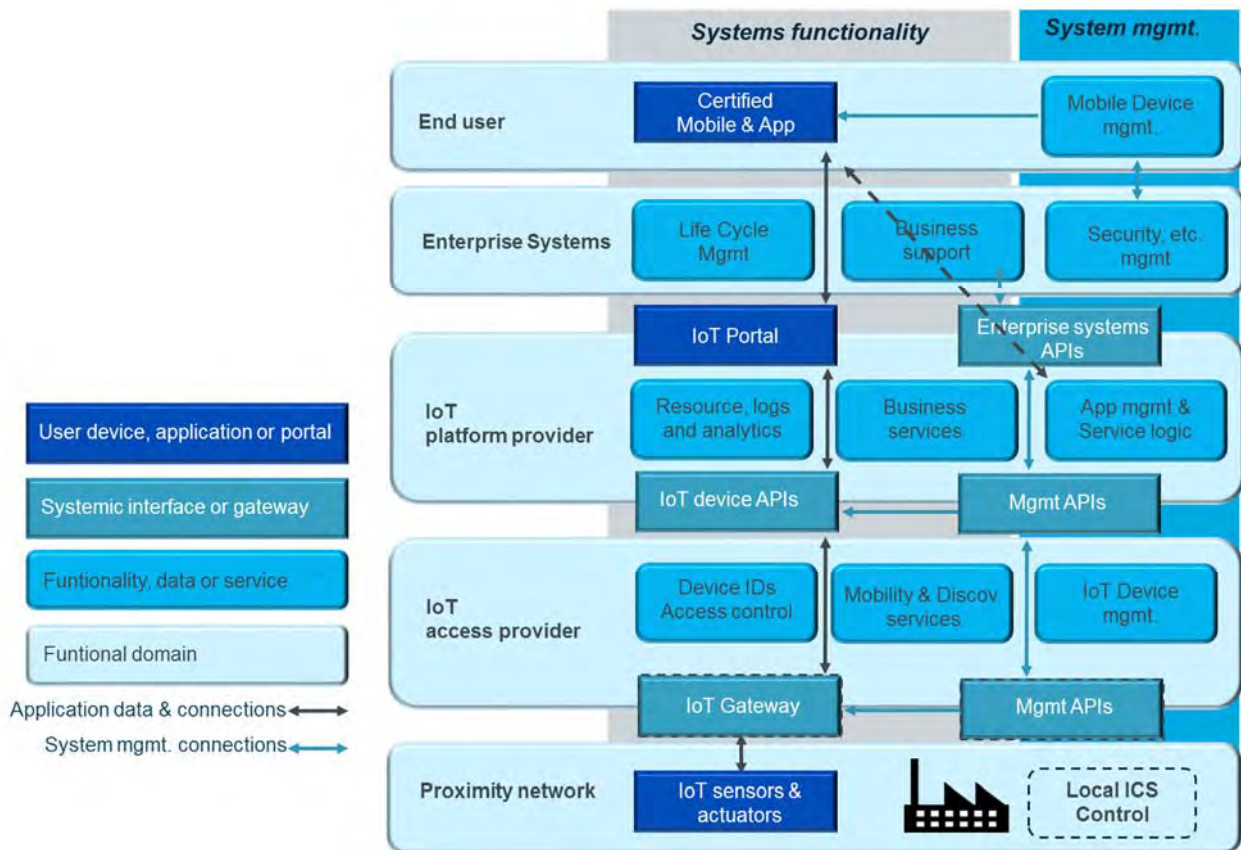 Systems functionality
System mgmt.
End user
Certified
Mobile & App
Mobile Device
mgmt.
Enterprise Systems
Life Cycle
Mgmt
Business
support
Security, etc.
mgmt
IoT Portal
Enterprise systems
APIs
IoT
platform provider
Resource, logs
and analytics
Business
services
App mgmt &
Service logic
IoT device APIs
Mgmt APIs
IoT
access provider
Device IDs
Access control
Mobility & Discov
services
IoT Device
mgmt.
IoT Gateway
Mgmt APIs
Proximity network
IoT sensors &
actuators
Local ICS
Control
User device, application or portal
Systemic interface or gateway
Funtionality, data or service
Funtional domain
Application data & connections
System mgmt. connections